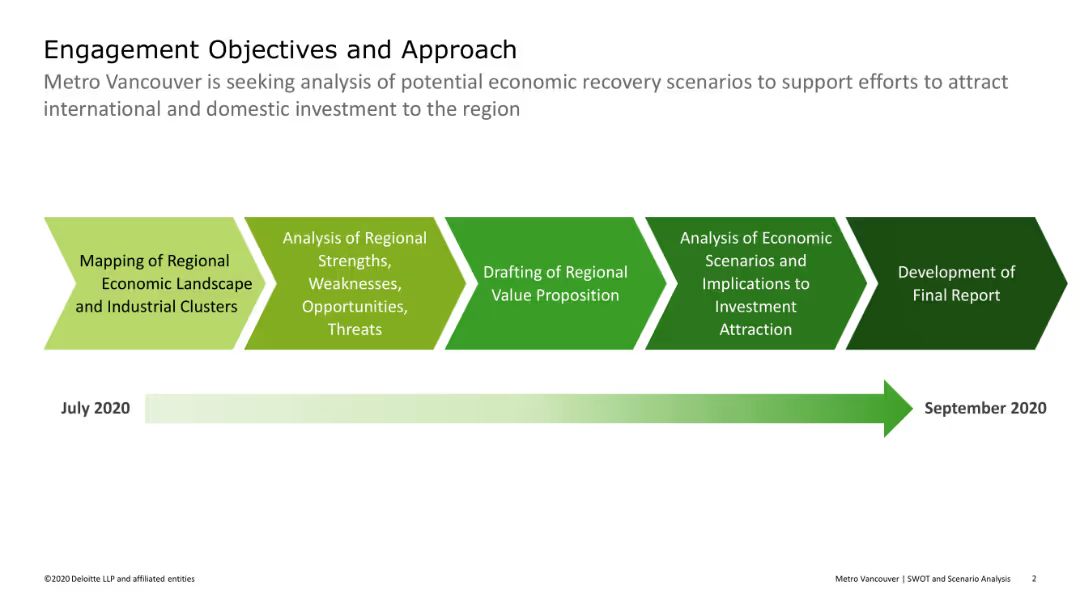 Engagement Objectives and Approach
Metro Vancouver is seeking analysis of potential economic recovery scenarios to support efforts to attract
international and domestic investment to the region
Mapping of Regional
Economic Landscape
and Industrial Clusters
Analysis of Regional
Strengths,
Weaknesses,
Opportunities,
Threats
Drafting of Regional
Value Proposition
Analysis of Economic
Scenarios and
Implications to
Investment
Attraction
Development of
Final Report
July 2020
September 2020
©2020 Deloitte LLP and affiliated entities
Metro Vancouver | SWOT and Scenario Analysis
2